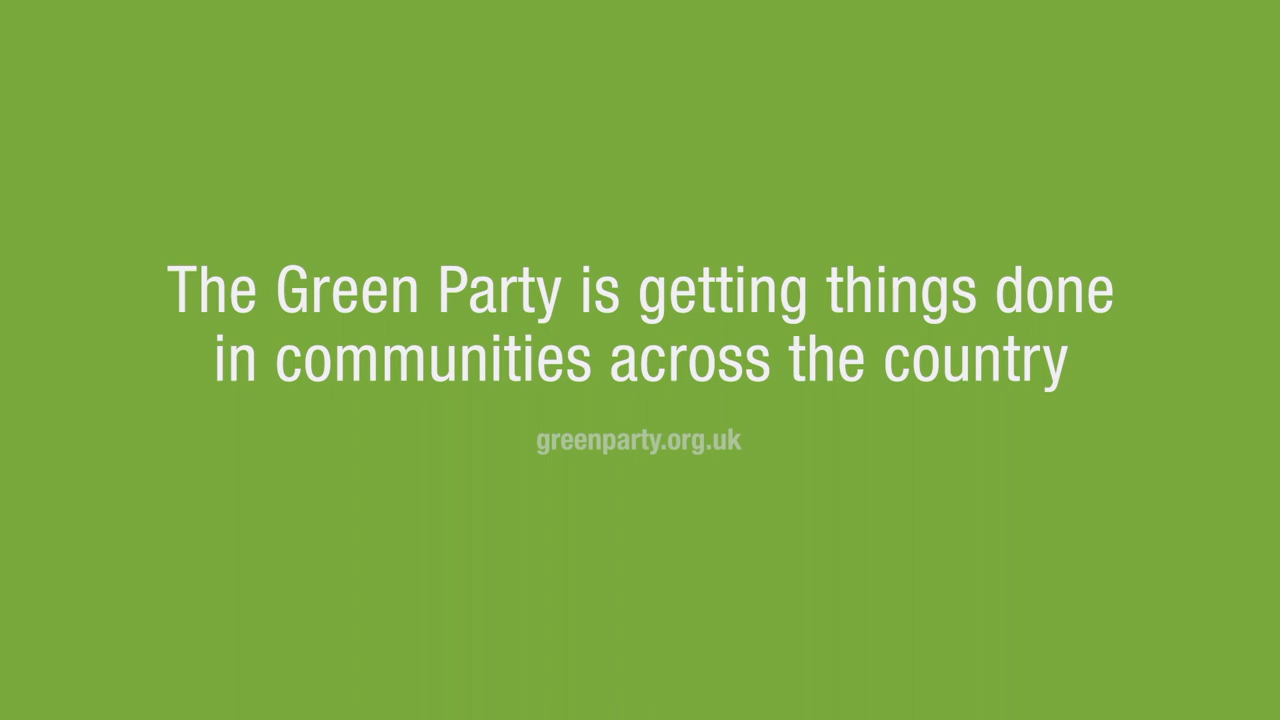 The Green Party is getting things done
in communities across the country
greenparty.org.uk